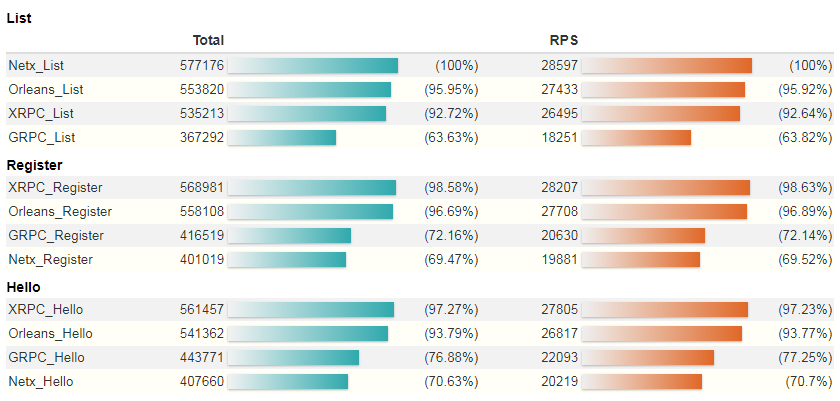 List
Total RPS
Netx_List 577176 (100%) 28597 (100%)
Orleans_List 553820 (95.95%) 27433 (95.92%)
XRPC_List 535213 (92.72%) 26495 (92.64%)
GRPC_List 367292 (63.63%) 18251 (63.82%)
Register
XRPC_Register 568981 (98.58%) 28207 (98.63%)
Orleans_Register 558108 (96.69%) 27708 (96.89%)
GRPC_Register 416519 (72.16%) 20630 (72.14%)
Netx_Register 401019 (69.47%) 19881 (69.52%)
Hello
XRPC_Hello 561457 (97.27%) 27805 (97.23%)
Orleans_Hello 541362 (93.79%) 26817 (93.77%)
GRPC_Hello 443771 (76.88%) 22093 (77.25%)
Netx_Hello 407660 (70.63%) 20219 (70.7%)